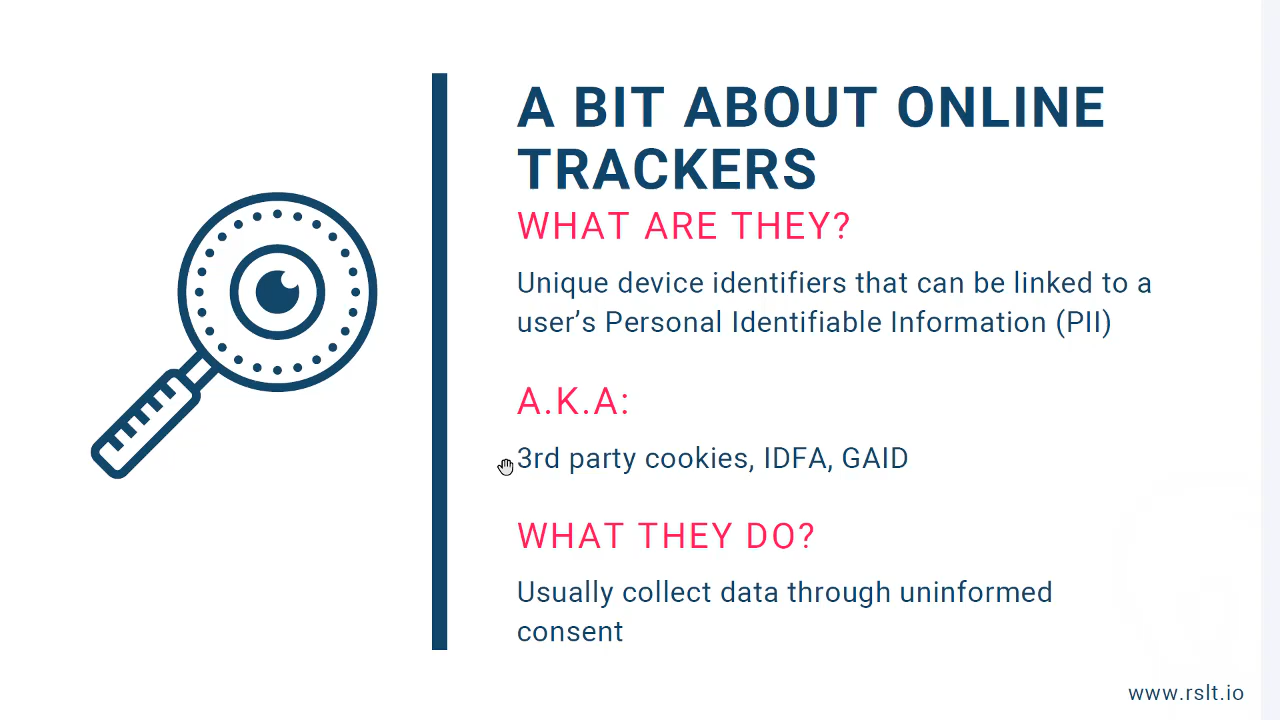 A BIT ABOUT ONLINE
TRACKERS
WHAT ARE THEY?
Unique device identifiers that can be linked to a
user’s Personal Identifiable Information (PII)
A.K.A:
3rd party cookies, IDFA, GAID
WHAT THEY DO?
Usually collect data through uninformed
consent
www.rslt.io